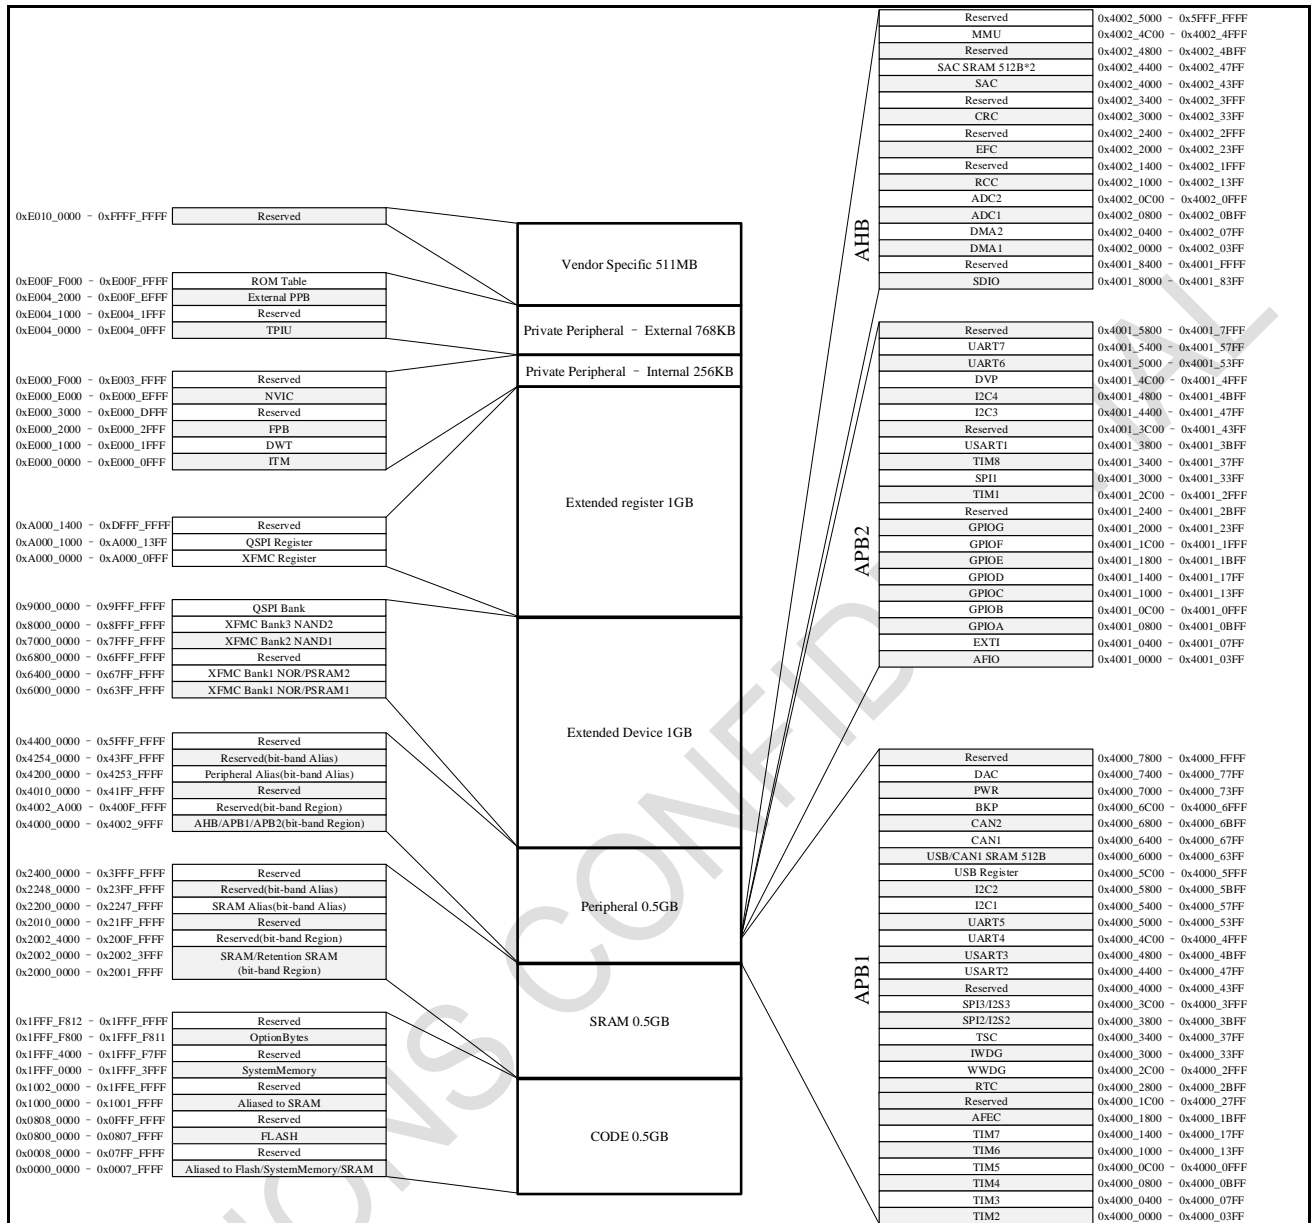 0xE010_0000 - 0xFFFF_FFFF Reserved
0xE00F_F000 - 0xE00F_FFFF ROM Table
0xE004_2000 - 0xE00F_EFFF External PPB
0xE004_1000 - 0xE004_1FFF Reserved
0xE004_0000 - 0xE004_0FFF TPIU
0xE000_F000 - 0xE003_FFFF Reserved
0xE000_E000 - 0xE000_EFFF NVIC
0xE000_3000 - 0xE000_DFFF Reserved
0xE000_2000 - 0xE000_2FFF FPB
0xE000_1000 - 0xE000_1FFF DWT
0xE000_0000 - 0xE000_0FFF ITM
0xA000_1400 - 0xDFFF_FFFF Reserved
0xA000_1000 - 0xA000_13FF QSPI Register
0xA000_0000 - 0xA000_0FFF XFMC Register
0x9000_0000 - 0x9FFF_FFFF QSPI Bank
0x8000_0000 - 0x8FFF_FFFF XFMC Bank3 NAND2
0x7000_0000 - 0x7FFF_FFFF XFMC Bank2 NAND1
0x6800_0000 - 0x6FFF_FFFF Reserved
0x6400_0000 - 0x67FF_FFFF XFMC Bank1 NOR/PSRAM2
0x6000_0000 - 0x63FF_FFFF XFMC Bank1 NOR/PSRAM1
0x4400_0000 - 0x5FFF_FFFF Reserved
0x4254_0000 - 0x43FF_FFFF Reserved(bit-band Alias)
0x4200_0000 - 0x4253_FFFF Peripheral Alias(bit-band Alias)
0x4010_0000 - 0x41FF_FFFF Reserved
0x4002_A000 - 0x400F_FFFF Reserved(bit-band Region)
0x4000_0000 - 0x4002_9FFF AHB/APB1/APB2(bit-band Region)
0x2400_0000 - 0x3FFF_FFFF Reserved
0x2248_0000 - 0x23FF_FFFF Reserved(bit-band Alias)
0x2200_0000 - 0x2247_FFFF SRAM Alias(bit-band Alias)
0x2010_0000 - 0x21FF_FFFF Reserved
0x2002_4000 - 0x200F_FFFF Reserved(bit-band Region)
0x2002_0000 - 0x2002_3FFF SRAM/Retention SRAM
0x2000_0000 - 0x2001_FFFF (bit-band Region)
0x1FFF_F812 - 0x1FFF_FFFF Reserved
0x1FFF_F800 - 0x1FFF_F811 OptionBytes
0x1FFF_4000 - 0x1FFF_F7FF Reserved
0x1FFF_0000 - 0x1FFF_3FFF SystemMemory
0x1002_0000 - 0x1FFE_FFFF Reserved
0x1000_0000 - 0x1001_FFFF Aliased to SRAM
0x0808_0000 - 0x0FFF_FFFF Reserved
0x0800_0000 - 0x0807_FFFF FLASH
0x0008_0000 - 0x07FF_FFFF Reserved
0x0000_0000 - 0x0007_FFFF Aliased to Flash/SystemMemory/SRAM
Vendor Specific 511MB
Private Peripheral - External 768KB
Private Peripheral - Internal 256KB
Extended register 1GB
Extended Device 1GB
Peripheral 0.5GB
SRAM 0.5GB
CODE 0.5GB
AHB
Reserved 0x4002_5000 - 0x5FFF_FFFF
MMU 0x4002_4C00 - 0x4002_4FFF
Reserved 0x4002_4800 - 0x4002_4BFF
SAC SRAM 512B*2 0x4002_4400 - 0x4002_47FF
SAC 0x4002_4000 - 0x4002_43FF
Reserved 0x4002_3400 - 0x4002_3FFF
CRC 0x4002_3000 - 0x4002_33FF
Reserved 0x4002_2400 - 0x4002_2FFF
EFC 0x4002_2000 - 0x4002_23FF
Reserved 0x4002_1400 - 0x4002_1FFF
RCC 0x4002_1000 - 0x4002_13FF
ADC2 0x4002_0C00 - 0x4002_0FFF
ADC1 0x4002_0800 - 0x4002_0BFF
DMA2 0x4002_0400 - 0x4002_07FF
DMA1 0x4002_0000 - 0x4002_03FF
Reserved 0x4001_8400 - 0x4001_FFFF
SDIO 0x4001_8000 - 0x4001_83FF
APB2
Reserved 0x4001_5800 - 0x4001_7FFF
UART7 0x4001_5400 - 0x4001_57FF
UART6 0x4001_5000 - 0x4001_53FF
DVP 0x4001_4C00 - 0x4001_4FFF
I2C4 0x4001_4800 - 0x4001_4BFF
I2C3 0x4001_4400 - 0x4001_47FF
Reserved 0x4001_3C00 - 0x4001_43FF
USART1 0x4001_3800 - 0x4001_3BFF
TIM8 0x4001_3400 - 0x4001_37FF
SPI1 0x4001_3000 - 0x4001_33FF
TIM1 0x4001_2C00 - 0x4001_2FFF
Reserved 0x4001_2400 - 0x4001_2BFF
GPIOG 0x4001_2000 - 0x4001_23FF
GPIOF 0x4001_1C00 - 0x4001_1FFF
GPIOE 0x4001_1800 - 0x4001_1BFF
GPIOD 0x4001_1400 - 0x4001_17FF
GPIOC 0x4001_1000 - 0x4001_13FF
GPIOB 0x4001_0C00 - 0x4001_0FFF
GPIOA 0x4001_0800 - 0x4001_0BFF
EXTI 0x4001_0400 - 0x4001_07FF
AFIO 0x4001_0000 - 0x4001_03FF
APB1
Reserved 0x4000_7800 - 0x4000_FFFF
DAC 0x4000_7400 - 0x4000_77FF
PWR 0x4000_7000 - 0x4000_73FF
BKP 0x4000_6C00 - 0x4000_6FFF
CAN2 0x4000_6800 - 0x4000_6BFF
CAN1 0x4000_6400 - 0x4000_67FF
USB/CAN1 SRAM 512B 0x4000_6000 - 0x4000_63FF
USB Register 0x4000_5C00 - 0x4000_5FFF
I2C2 0x4000_5800 - 0x4000_5BFF
I2C1 0x4000_5400 - 0x4000_57FF
UART5 0x4000_5000 - 0x4000_53FF
UART4 0x4000_4C00 - 0x4000_4FFF
USART3 0x4000_4800 - 0x4000_4BFF
USART2 0x4000_4400 - 0x4000_47FF
Reserved 0x4000_4000 - 0x4000_43FF
SPI3/I2S3 0x4000_3C00 - 0x4000_3FFF
SPI2/I2S2 0x4000_3800 - 0x4000_3BFF
TSC 0x4000_3400 - 0x4000_37FF
IWDG 0x4000_3000 - 0x4000_33FF
WWDG 0x4000_2C00 - 0x4000_2FFF
RTC 0x4000_2800 - 0x4000_2BFF
Reserved 0x4000_1C00 - 0x4000_27FF
AFEC 0x4000_1800 - 0x4000_1BFF
TIM7 0x4000_1400 - 0x4000_17FF
TIM6 0x4000_1000 - 0x4000_13FF
TIM5 0x4000_0C00 - 0x4000_0FFF
TIM4 0x4000_0800 - 0x4000_0BFF
TIM3 0x4000_0400 - 0x4000_07FF
TIM2 0x4000_0000 - 0x4000_03FF